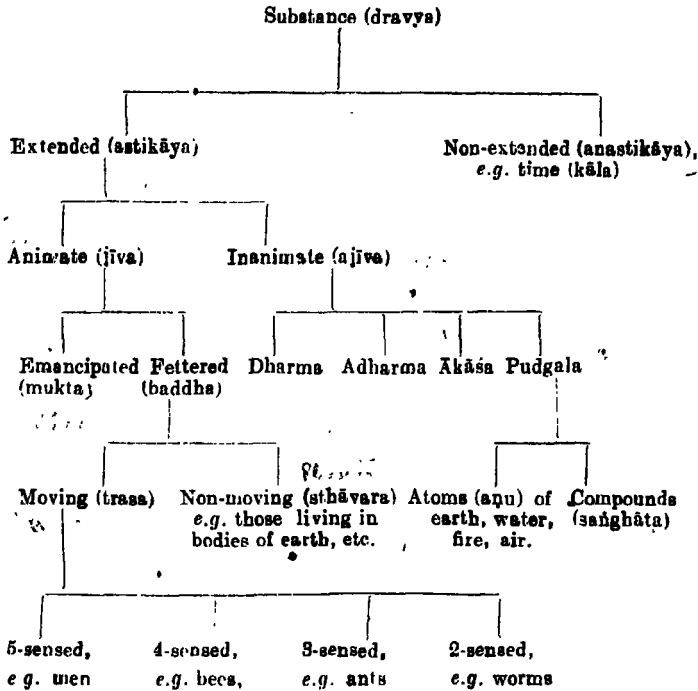 Substance (dravya)
Extended (astikāya)
Non-extended (anastikāya),
e.g. time (kāla)
Animate (jīva)
Inanimate (ajīva)
Emancipated
(mukta)
Fettered
(baddha)
Dharma
Adharma
Ākāśa
Pudgala
Moving (trasa)
Non-moving (sthāvara)
e.g. those living in
bodies of earth, etc.
Atoms (aṇu) of
earth, water,
fire, air.
Compounds
(saṅghāta)
5-sensed,
e g. men
4-sensed,
e.g. bees,
3-sensed,
e.g. ants
2-sensed,
e.g. worms